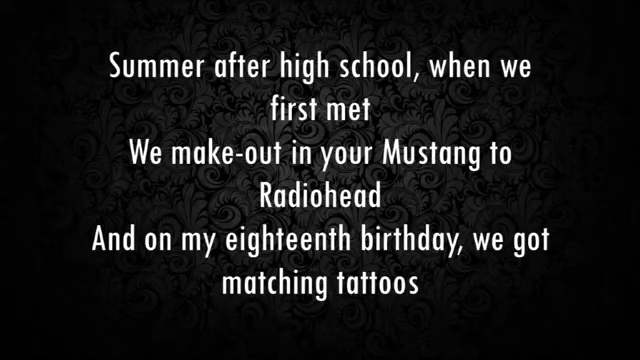 Summer after high school, when we
first met
We make-out in your Mustang to
Radiohead
And on my eighteenth birthday, we got
matching tattoos